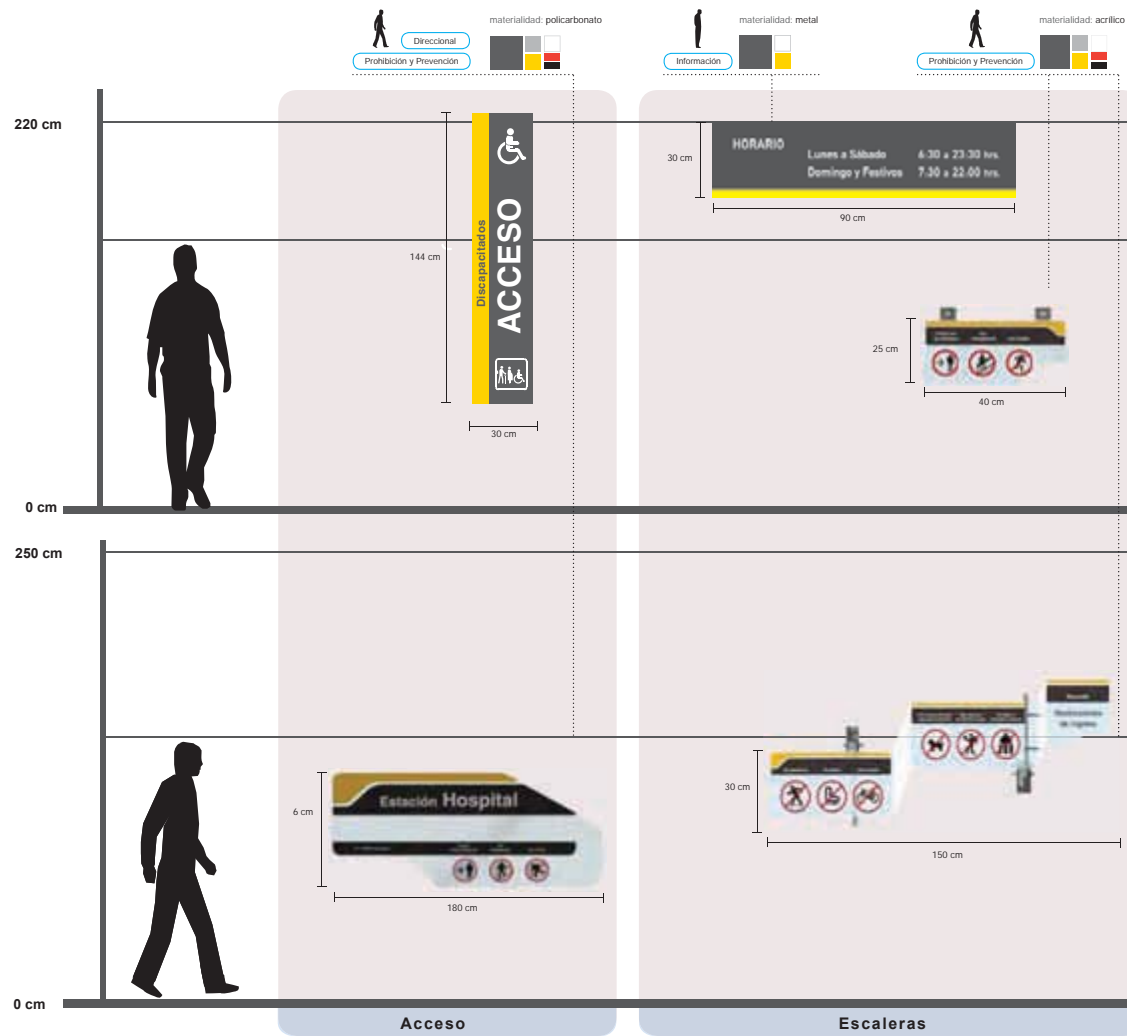 materialidad: policarbonato
Direccional
Prohibición y Prevención
materialidad: metal
Información
materialidad: acrílico
Prohibición y Prevención
220 cm
144 cm
Discapacitados
ACCESO
30 cm
30 cm
HORARIO
Lunes a Sábado 6:30 a 23:30 hrs.
Domingo y Festivos 7:30 a 22:00 hrs.
90 cm
25 cm
40 cm
0 cm
250 cm
6 cm
Estación Hospital
180 cm
30 cm
150 cm
0 cm
Acceso
Escaleras